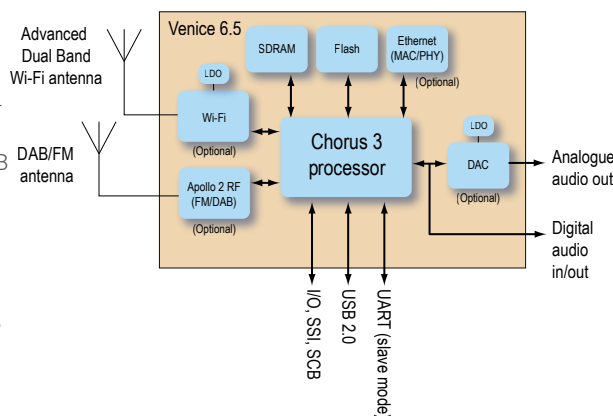 Venice 6.5
Advanced
Dual Band
Wi-Fi antenna
DAB/FM
antenna
B
SDRAM
Flash
Ethernet
(MAC/PHY)
(Optional)
LDO
Wi-Fi
(Optional)
Apollo 2 RF
(FM/DAB)
(Optional)
Chorus 3
processor
LDO
DAC
(Optional)
Analogue
audio out
Digital
audio
in/out
I/O, SSI, SCB
USB 2.0
UART (slave mode)